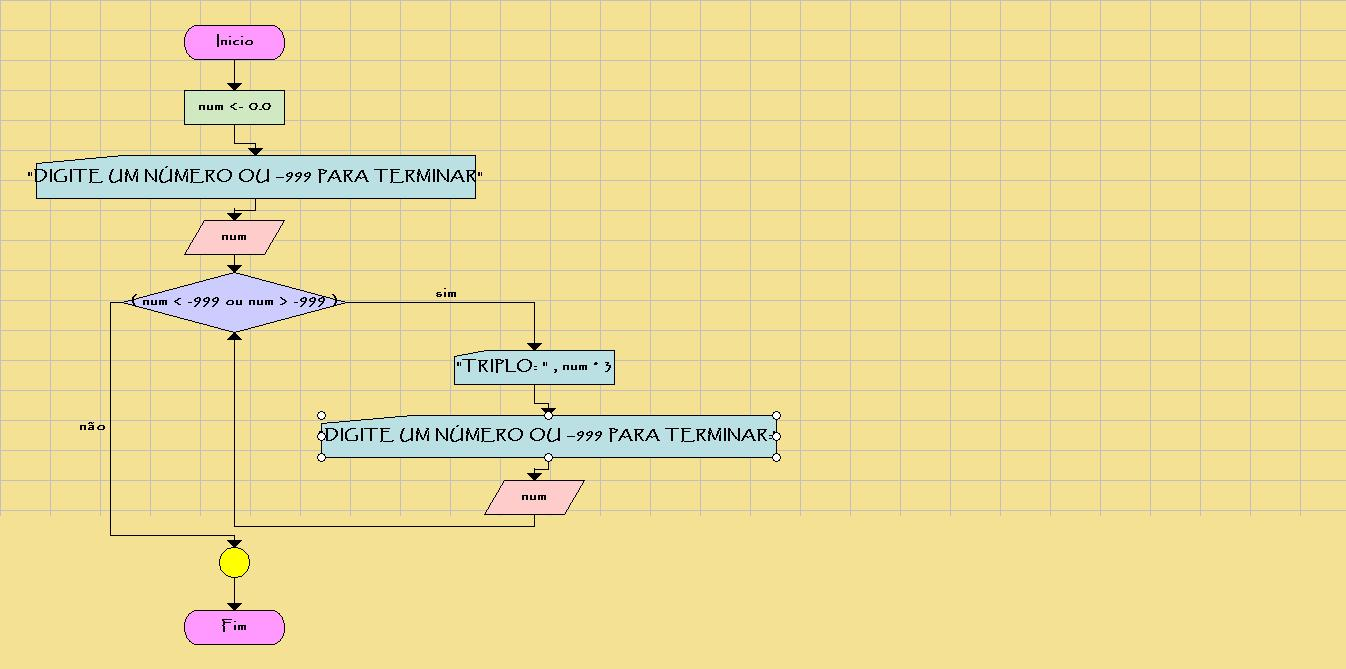 Inicio
num <- 0.0
"DIGITE UM NÚMERO OU -999 PARA TERMINAR"
num
( num < -999 ou num > -999 )
sim
"TRIPLO: " , num * 3
não
"DIGITE UM NÚMERO OU -999 PARA TERMINAR:"
num
Fim